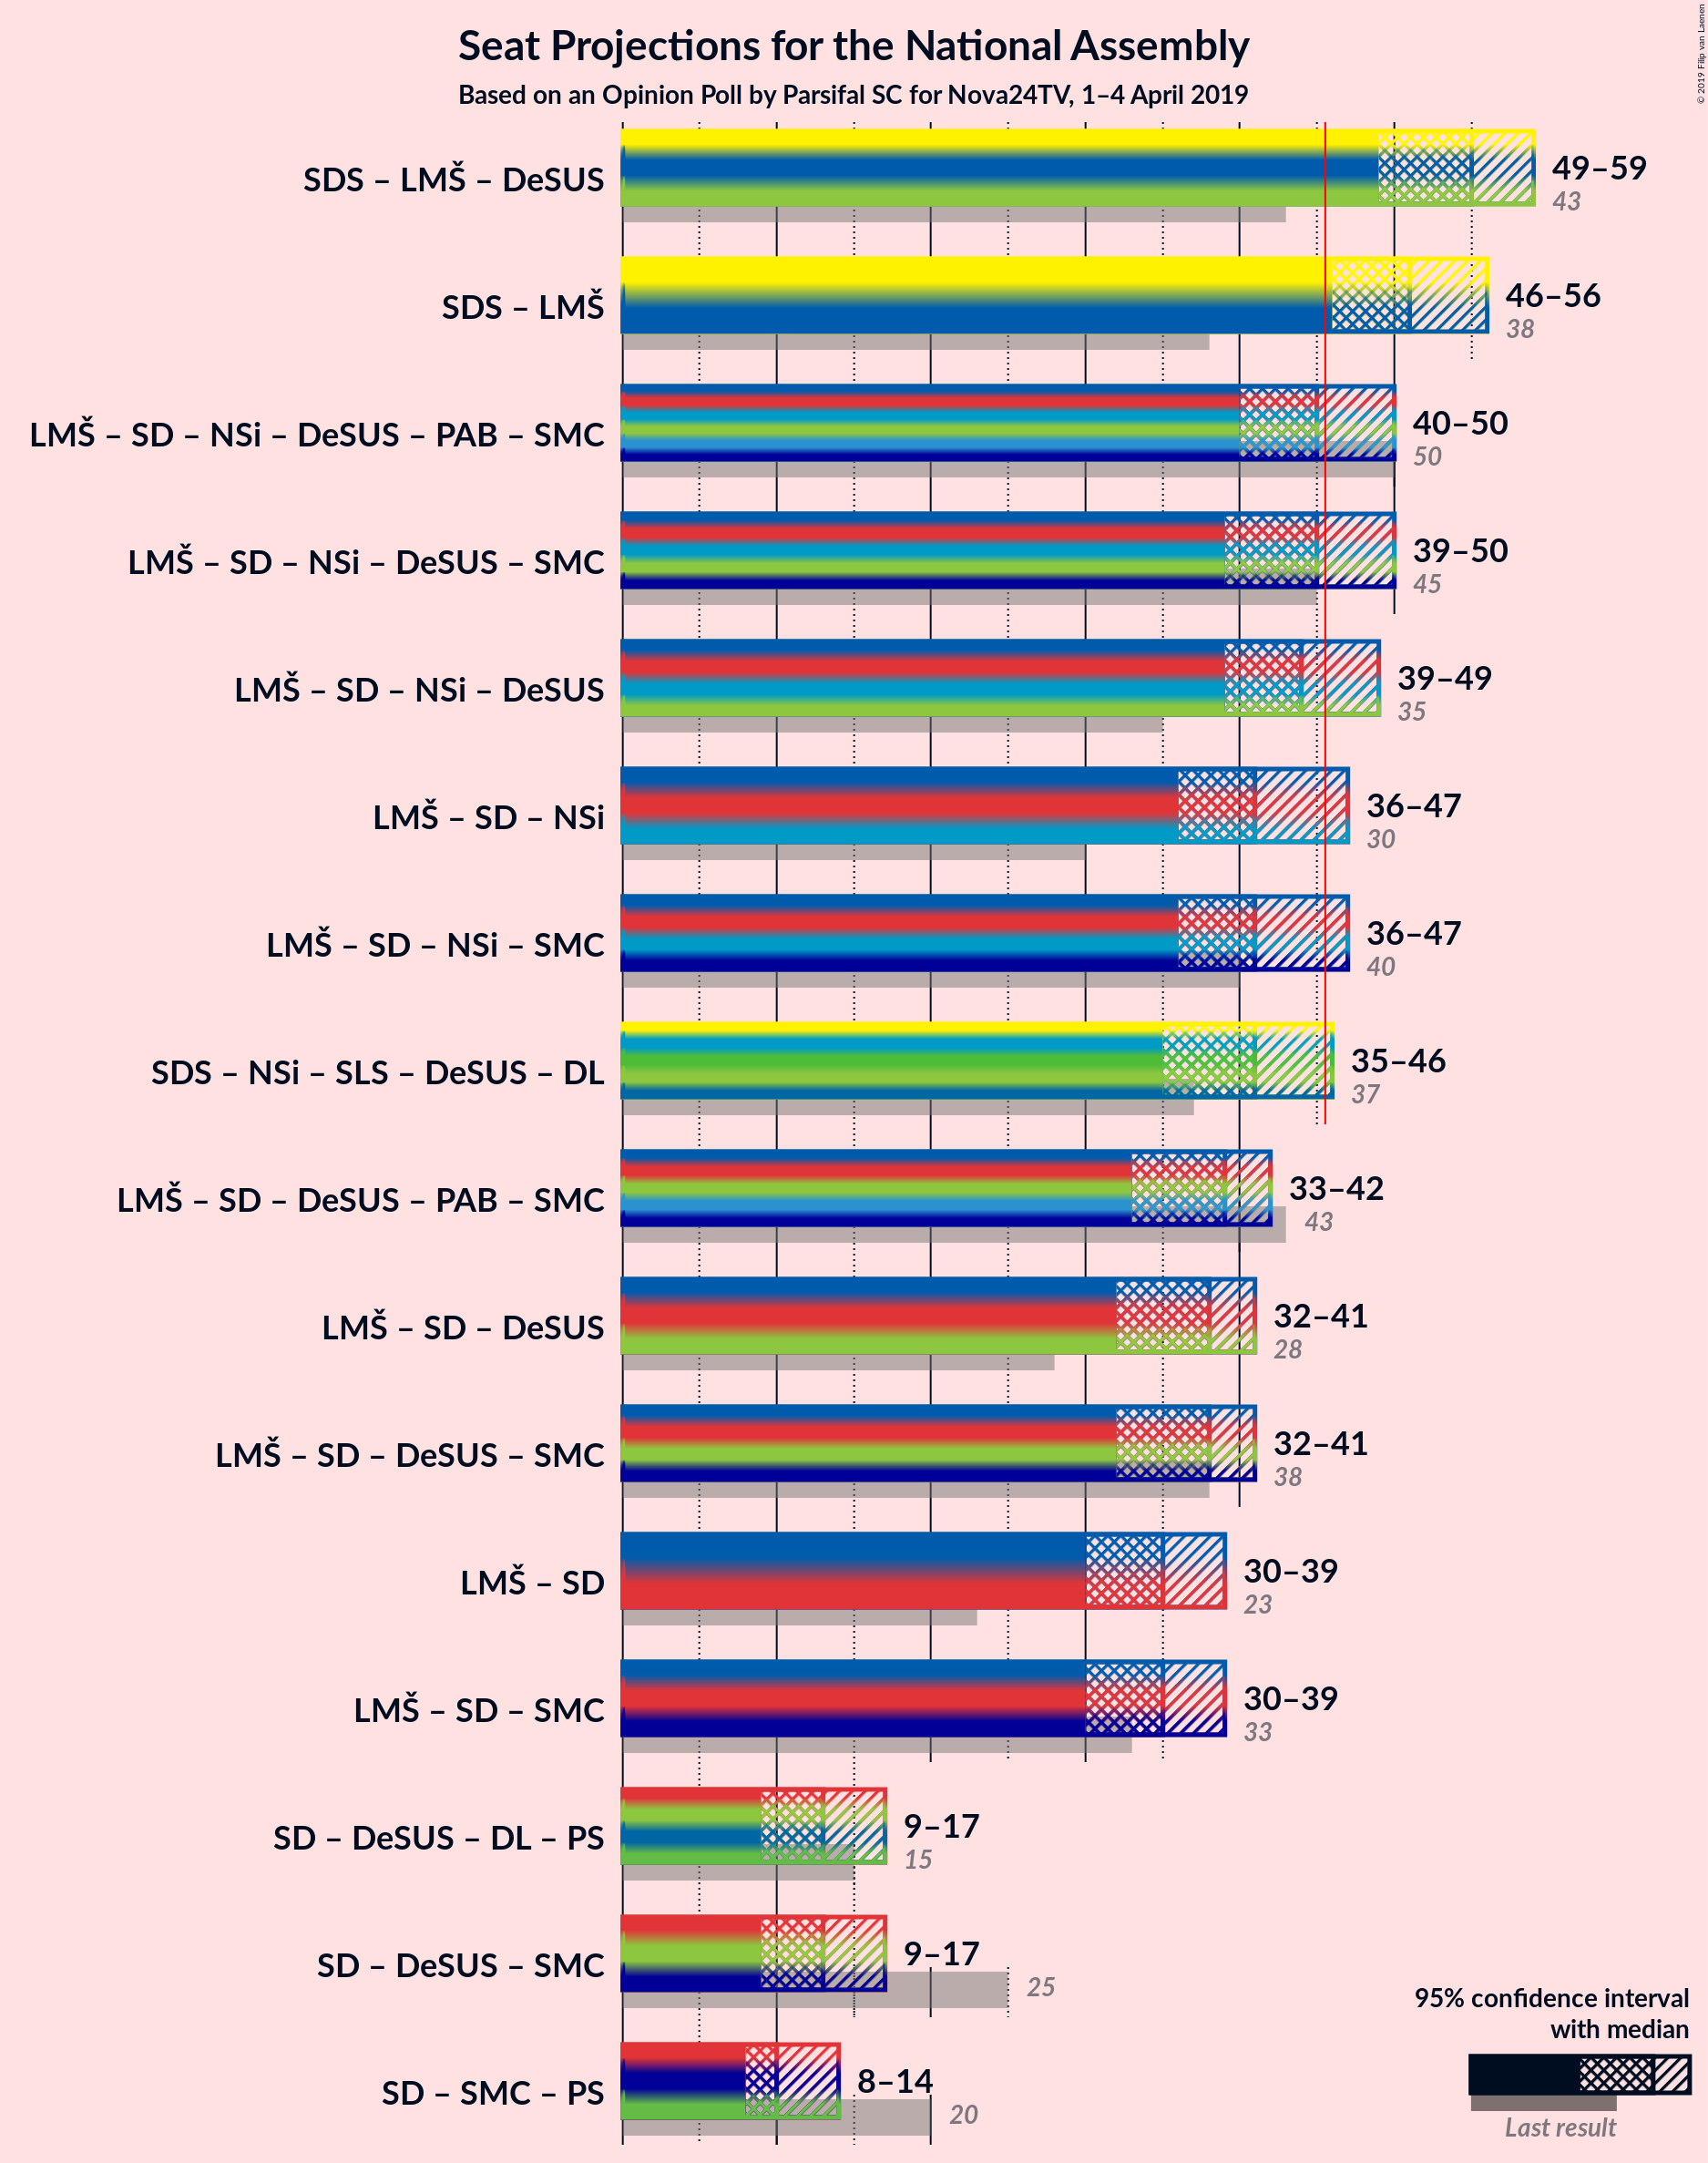 Seat Projections for the National Assembly
Based on an Opinion Poll by Parsifal SC for Nova24TV, 1–4 April 2019
© 2019 Filip van Laenen
SDS – LMŠ – DeSUS
49–59
43
SDS – LMŠ
46–56
38
LMŠ – SD – NSi – DeSUS – PAB – SMC
40–50
50
LMŠ – SD – NSi – DeSUS – SMC
39–50
45
LMŠ – SD – NSi – DeSUS
39–49
35
LMŠ – SD – NSi
36–47
30
LMŠ – SD – NSi – SMC
36–47
40
SDS – NSi – SLS – DeSUS – DL
35–46
37
LMŠ – SD – DeSUS – PAB – SMC
33–42
43
LMŠ – SD – DeSUS
32–41
28
LMŠ – SD – DeSUS – SMC
32–41
38
LMŠ – SD
30–39
23
LMŠ – SD – SMC
30–39
33
SD – DeSUS – DL – PS
9–17
15
SD – DeSUS – SMC
9–17
25
SD – SMC – PS
8–14
20
95% confidence interval
with median
Last result